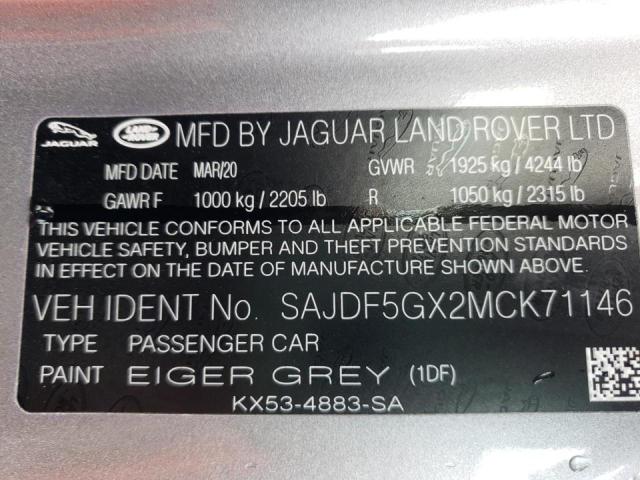 JAGUAR LAND ROVER MFD BY JAGUAR LAND ROVER LTD
MFD DATE MAR/20 GVWR 1925 kg / 4244 lb
GAWR F 1000 kg / 2205 lb R 1050 kg / 2315 lb
THIS VEHICLE CONFORMS TO ALL APPLICABLE FEDERAL MOTOR
VEHICLE SAFETY, BUMPER AND THEFT PREVENTION STANDARDS
IN EFFECT ON THE DATE OF MANUFACTURE SHOWN ABOVE.
VEH IDENT No. SAJDF5GX2MCK71146
TYPE PASSENGER CAR
PAINT EIGER GREY (1DF)
KX53-4883-SA